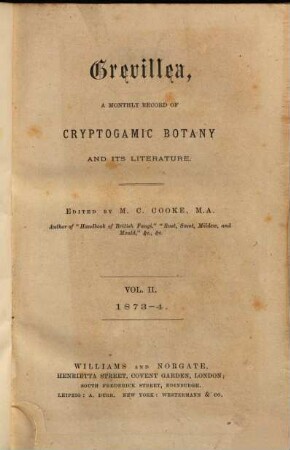 Grevillea,
A MONTHLY RECORD OF
CRYPTOGAMIC BOTANY
AND ITS LITERATURE.
EDITED BY M. C. COOKE, M.A.
Author of "Handbook of British Fungi," "Rust, Smut, Mildew, and
Mould," &c., &c.
VOL. II.
1873-4.
WILLIAMS AND NORGATE,
HENRIETTA STREET, COVENT GARDEN, LONDON;
SOUTH FREDERICK STREET, EDINBURGH.
LEIPZIG: A. DÜRR. NEW YORK: WESTERMANN & CO.